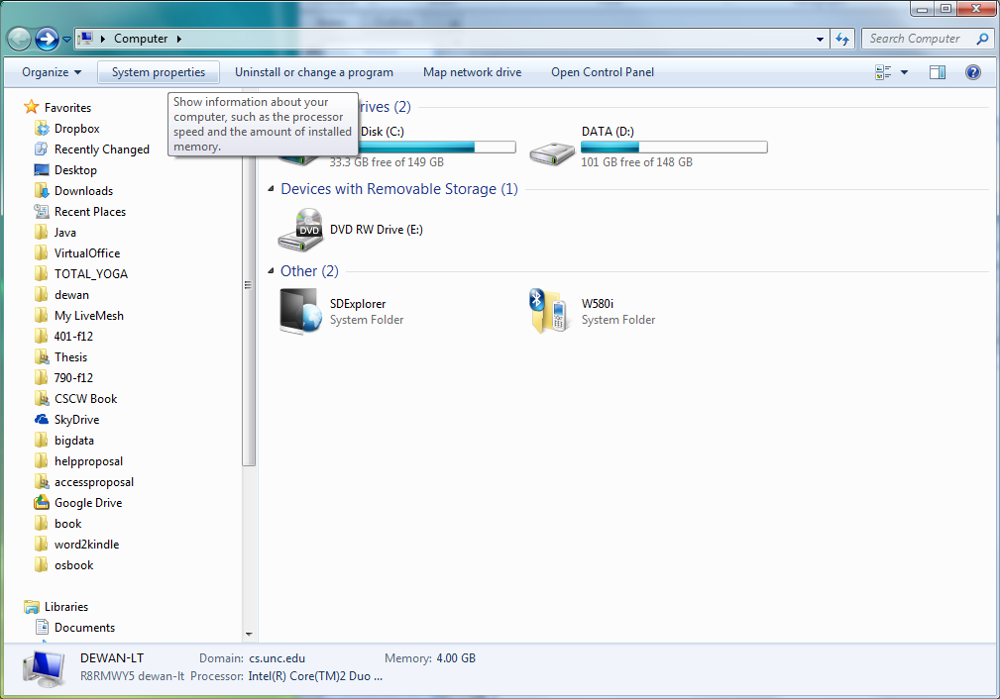 Computer
Search Computer
Organize
System properties
Uninstall or change a program
Map network drive
Open Control Panel
Favorites
Dropbox
Recently Changed
Desktop
Downloads
Recent Places
Java
VirtualOffice
TOTAL_YOGA
dewan
My LiveMesh
401-f12
Thesis
790-f12
CSCW Book
SkyDrive
bigdata
helpproposal
accessproposal
Google Drive
book
word2kindle
osbook
Libraries
Documents
Show information about your
computer, such as the processor
speed and the amount of installed
memory.
rives (2)
Disk (C:)
33.3 GB free of 149 GB
DATA (D:)
101 GB free of 148 GB
Devices with Removable Storage (1)
DVD
DVD RW Drive (E:)
Other (2)
SDExplorer
System Folder
W580i
System Folder
DEWAN-LT Domain: cs.unc.edu Memory: 4.00 GB
R8RMWY5 dewan-lt Processor: Intel(R) Core(TM)2 Duo ...